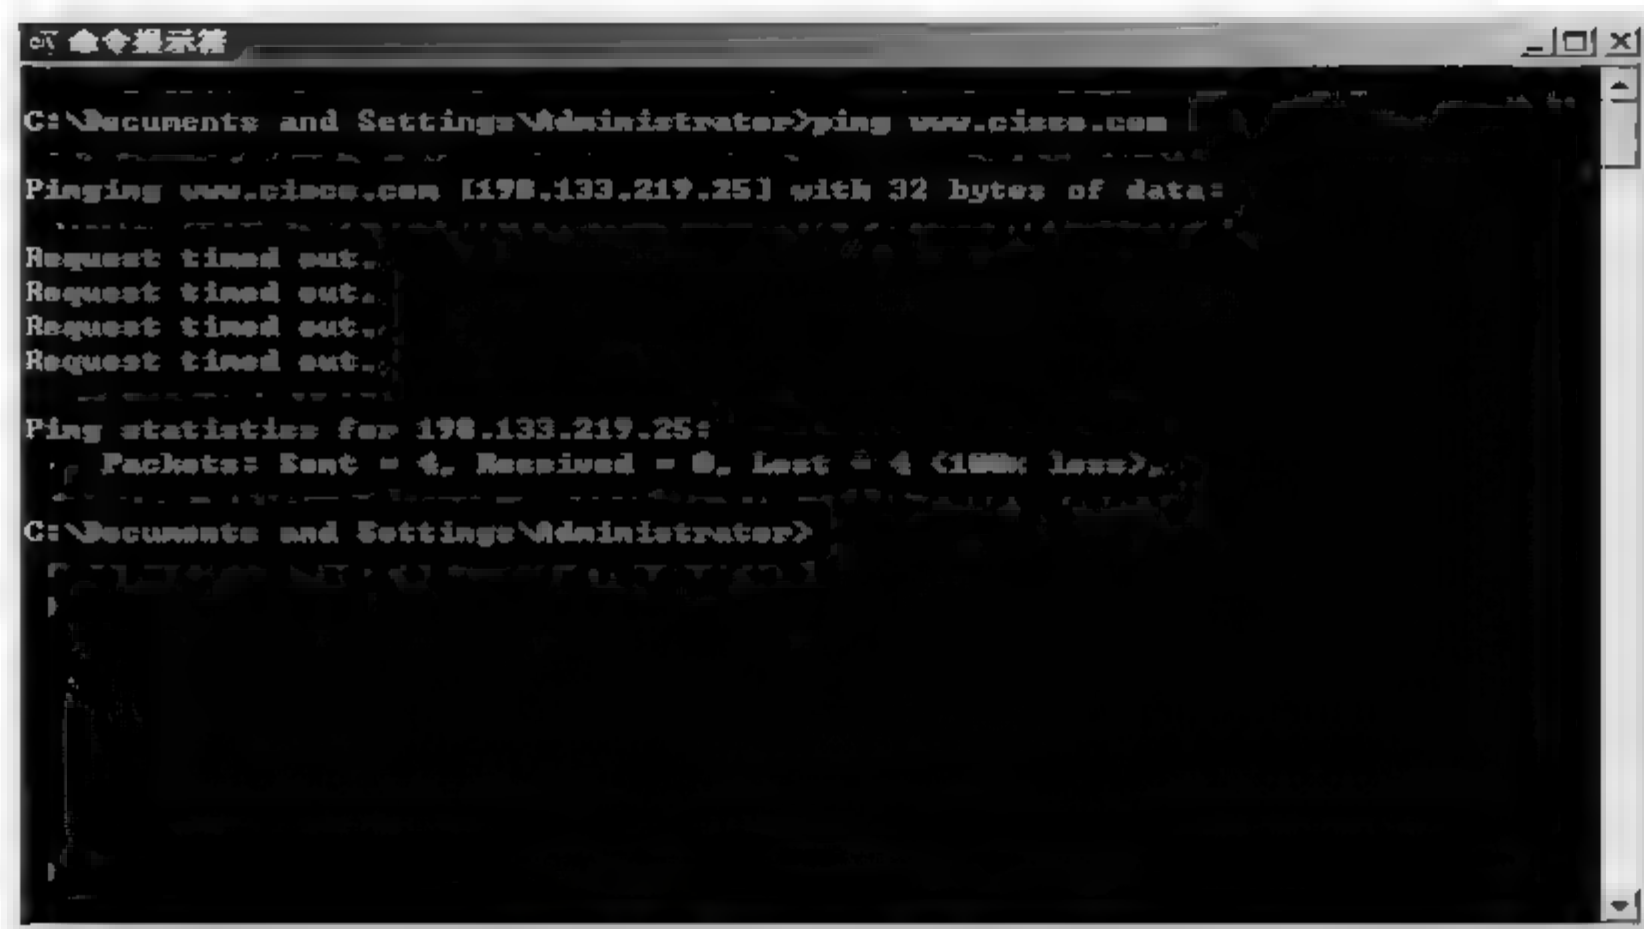 命令提示符
C:\Documents and Settings\Administrator>ping www.cisco.com
Pinging www.cisco.com [198.133.219.25] with 32 bytes of data:
Request timed out.
Request timed out.
Request timed out.
Request timed out.
Ping statistics for 198.133.219.25:
Packets: Sent = 4, Received = 0, Lost = 4 (100% loss),
C:\Documents and Settings\Administrator>